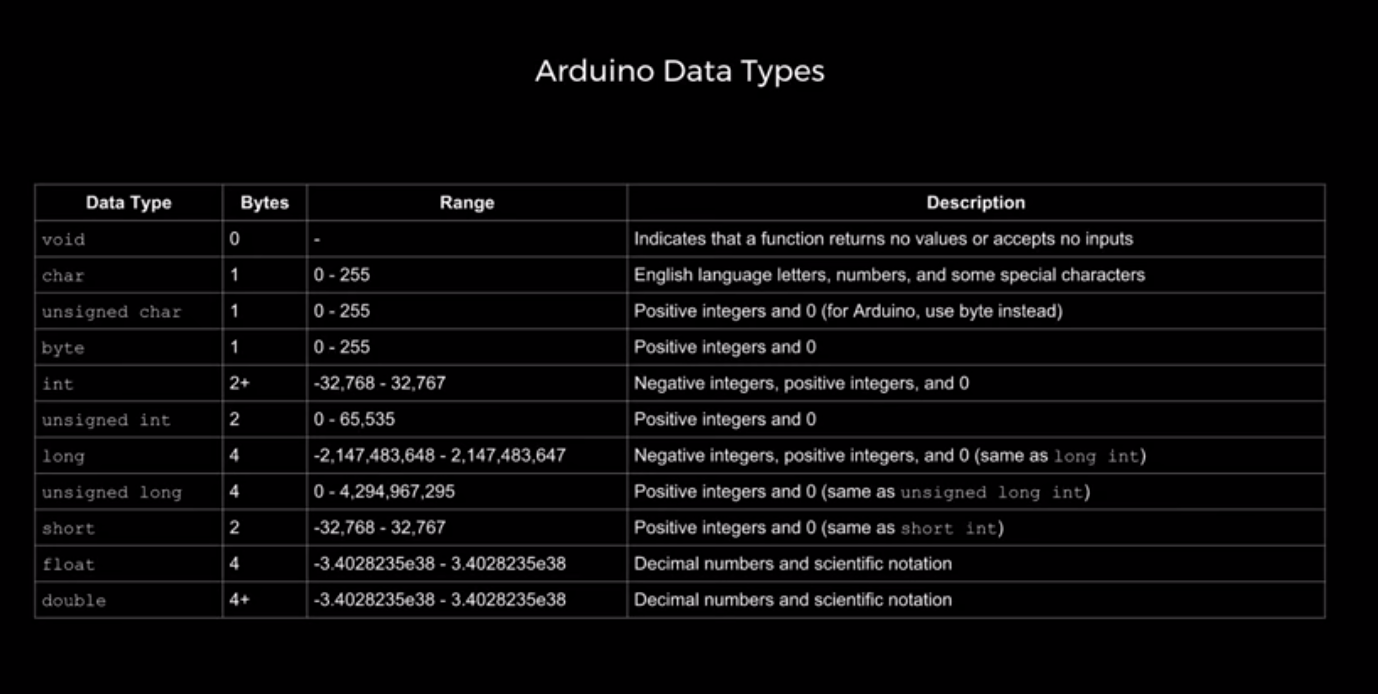 Arduino Data Types
Data Type Bytes Range Description
void 0 - Indicates that a function returns no values or accepts no inputs
char 1 0 - 255 English language letters, numbers, and some special characters
unsigned char 1 0 - 255 Positive integers and 0 (for Arduino, use byte instead)
byte 1 0 - 255 Positive integers and 0
int 2+ -32,768 - 32,767 Negative integers, positive integers, and 0
unsigned int 2 0 - 65,535 Positive integers and 0
long 4 -2,147,483,648 - 2,147,483,647 Negative integers, positive integers, and 0 (same as long int)
unsigned long 4 0 - 4,294,967,295 Positive integers and 0 (same as unsigned long int)
short 2 -32,768 - 32,767 Positive integers and 0 (same as short int)
float 4 -3.4028235e38 - 3.4028235e38 Decimal numbers and scientific notation
double 4+ -3.4028235e38 - 3.4028235e38 Decimal numbers and scientific notation